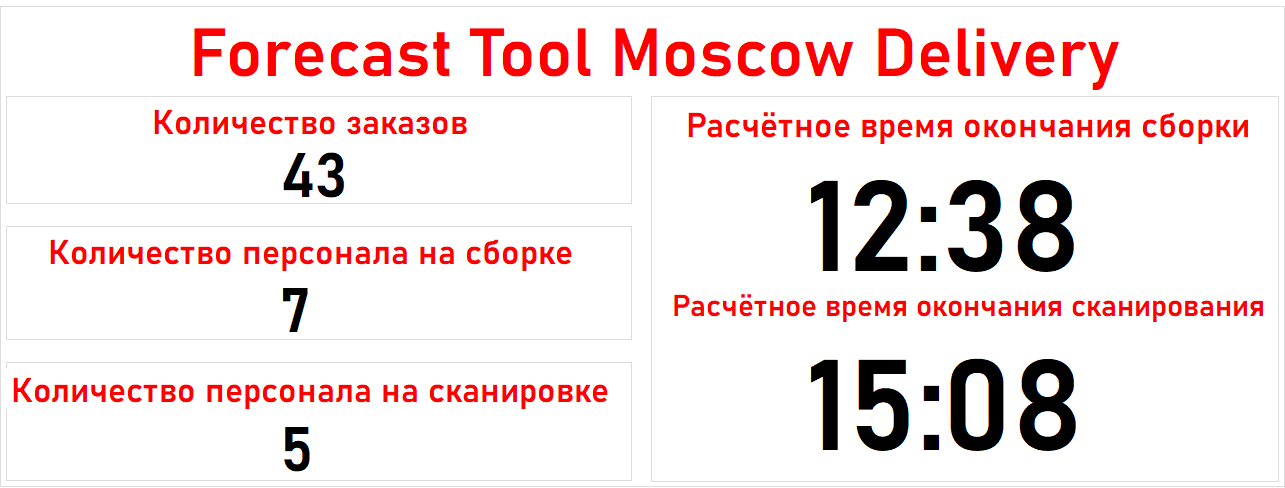 Forecast Tool Moscow Delivery
Количество заказов
43
Количество персонала на сборке
7
Количество персонала на сканировке
5
Расчётное время окончания сборки
12:38
Расчётное время окончания сканирования
15:08